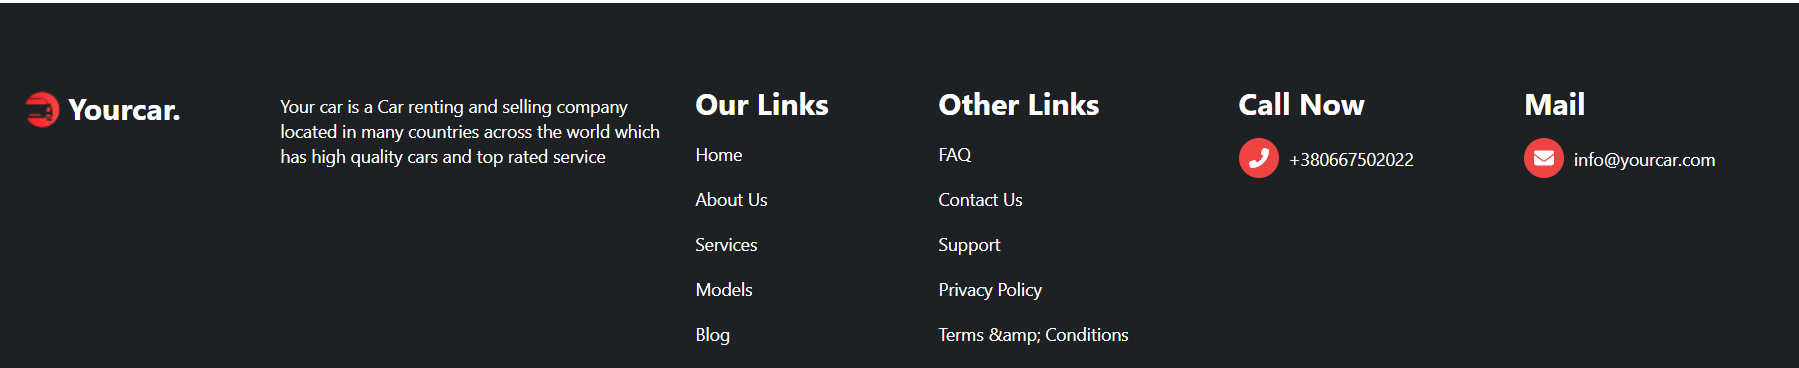 Yourcar.
Your car is a Car renting and selling company
located in many countries across the world which
has high quality cars and top rated service
Our Links
Home
About Us
Services
Models
Blog
Other Links
FAQ
Contact Us
Support
Privacy Policy
Terms &amp; Conditions
Call Now
+380667502022
Mail
info@yourcar.com